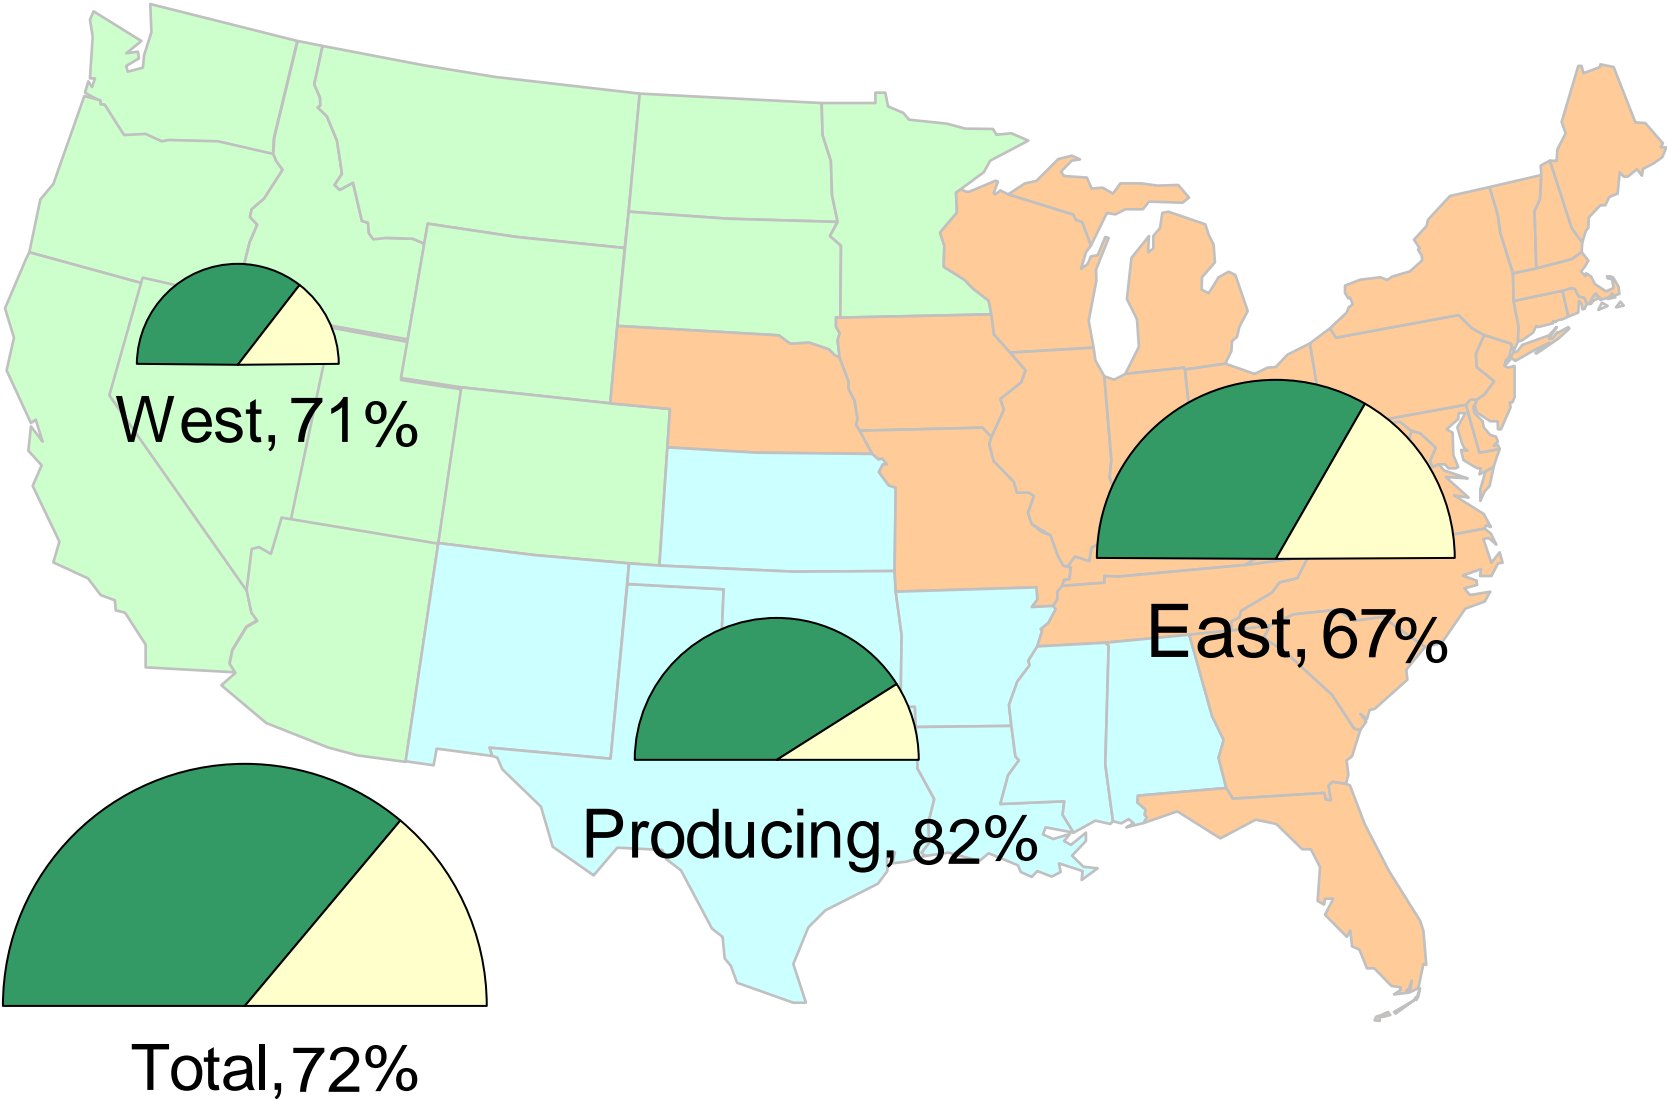 West, 71%
East, 67%
Producing, 82%
Total, 72%